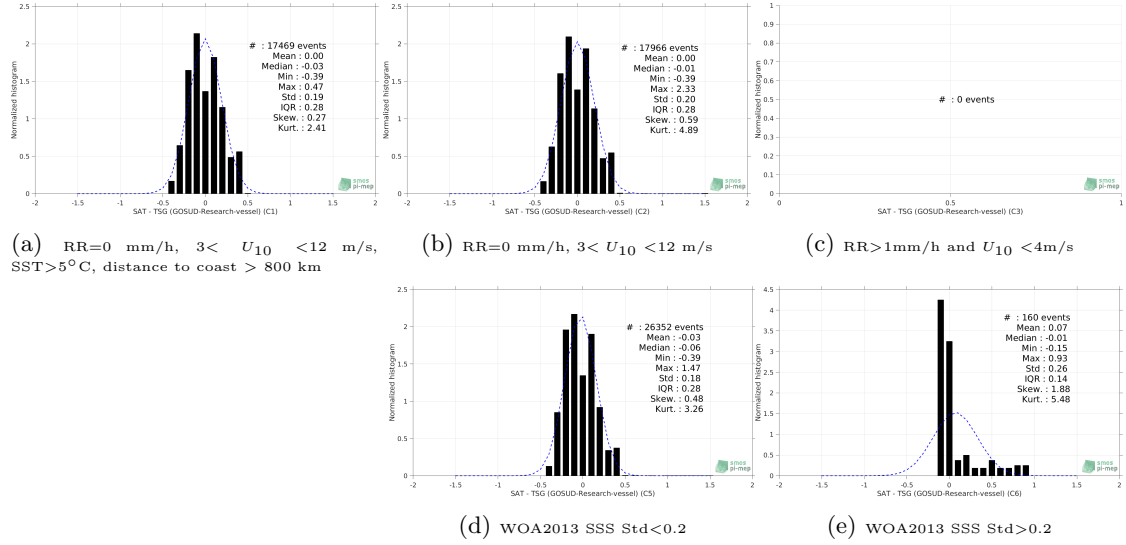 2.5
2
1.5
1
0.5
0
-2 -1.5 -1 -0.5 0 0.5 1 1.5 2
Normalized histogram
SAT - TSG (GOSUD-Research-vessel) (C1)
# : 17469 events
Mean : 0.00
Median : -0.03
Min : -0.39
Max : 0.47
Std : 0.19
IQR : 0.28
Skew. : 0.27
Kurt. : 2.41
smos
pi-mep
(a) RR=0 mm/h, 3< U10 <12 m/s,
SST>5°C, distance to coast > 800 km
2.5
2
1.5
1
0.5
0
-2 -1.5 -1 -0.5 0 0.5 1 1.5 2
Normalized histogram
SAT - TSG (GOSUD-Research-vessel) (C2)
# : 17966 events
Mean : 0.00
Median : -0.01
Min : -0.39
Max : 2.33
Std : 0.20
IQR : 0.28
Skew. : 0.59
Kurt. : 4.89
smos
pi-mep
(b) RR=0 mm/h, 3< U10 <12 m/s
1
0.9
0.8
0.7
0.6
0.5
0.4
0.3
0.2
0.1
0
0 0.5 1
Normalized histogram
SAT - TSG (GOSUD-Research-vessel) (C3)
# : 0 events
smos
pi-mep
(c) RR>1mm/h and U10 <4m/s
2.5
2
1.5
1
0.5
0
-2 -1.5 -1 -0.5 0 0.5 1 1.5 2
Normalized histogram
SAT - TSG (GOSUD-Research-vessel) (C5)
# : 26352 events
Mean : -0.03
Median : -0.06
Min : -0.39
Max : 1.47
Std : 0.18
IQR : 0.28
Skew. : 0.48
Kurt. : 3.26
smos
pi-mep
(d) WOA2013 SSS Std<0.2
4.5
4
3.5
3
2.5
2
1.5
1
0.5
0
-2 -1.5 -1 -0.5 0 0.5 1 1.5 2
Normalized histogram
SAT - TSG (GOSUD-Research-vessel) (C6)
# : 160 events
Mean : 0.07
Median : -0.01
Min : -0.15
Max : 0.93
Std : 0.26
IQR : 0.14
Skew. : 1.88
Kurt. : 5.48
smos
pi-mep
(e) WOA2013 SSS Std>0.2